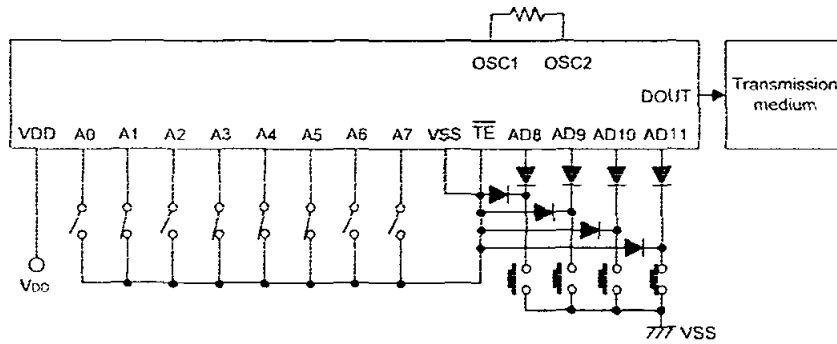 OSC1 OSC2
DOUT
Transmission
medium
VDD A0 A1 A2 A3 A4 A5 A6 A7 VSS TE AD8 AD9 AD10 AD11
VDD
VSS